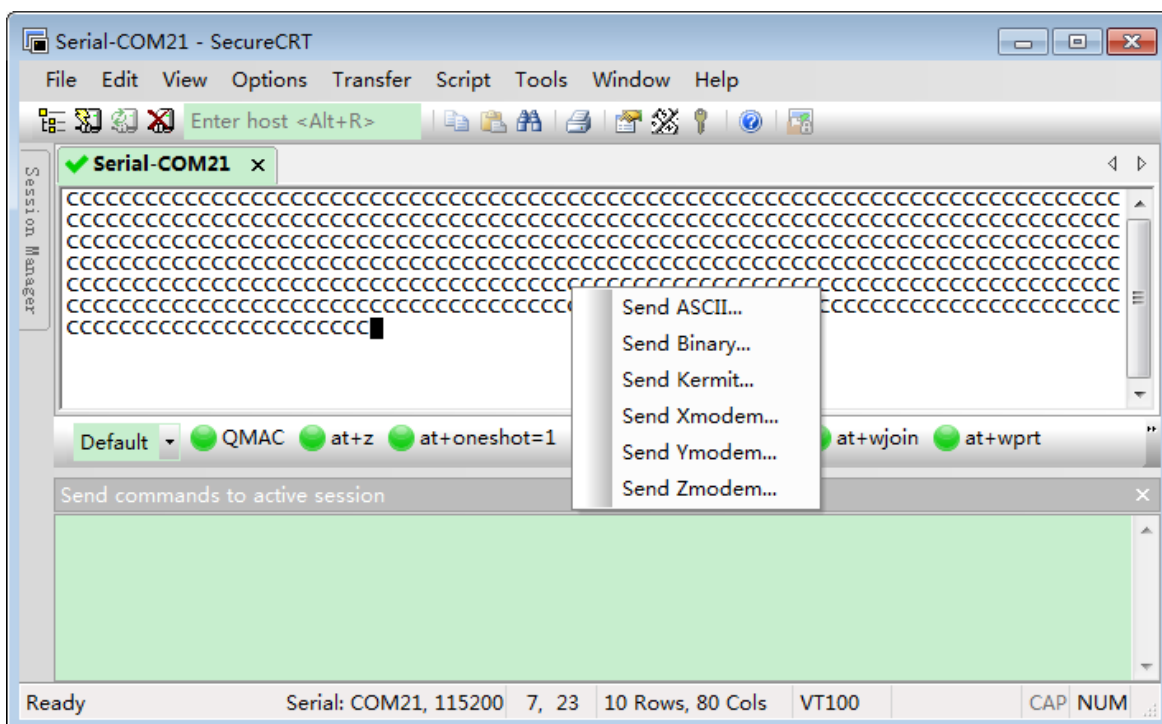 Serial-COM21 - SecureCRT
File Edit View Options Transfer Script Tools Window Help
Enter host <Alt+R>
Session Manager
Serial-COM21 x
CCCCCCCCCCCCCCCCCCCCCCCCCCCCCCCCCCCCCCCCCCCCCCCCCCCCCCCCCCCCCCCCCCCCCCCCCCCCCCCC
CCCCCCCCCCCCCCCCCCCCCCCCCCCCCCCCCCCCCCCCCCCCCCCCCCCCCCCCCCCCCCCCCCCCCCCCCCCCCCCC
CCCCCCCCCCCCCCCCCCCCCCCCCCCCCCCCCCCCCCCCCCCCCCCCCCCCCCCCCCCCCCCCCCCCCCCCCCCCCCCC
CCCCCCCCCCCCCCCCCCCCCCCCCCCCCCCCCCCCCCCCCCCCCCCCCCCCCCCCCCCCCCCCCCCCCCCCCCCCCCCC
CCCCCCCCCCCCCCCCCCCCCCCCCCCCCCCCCCCCCCCCCCCCCCCCCCCCCCCCCCCCCCCCCCCCCCCCCCCCCCCC
CCCCCCCCCCCCCCCCCCCCCCCCCCCCCCCCCCCCCC CCCCCCCCCCCCCCCCCCCCCCC
CCCCCCCCCCCCCCCCCCCCCCC
Send ASCII...
Send Binary...
Send Kermit...
Send Xmodem...
Send Ymodem...
Send Zmodem...
Default QMAC at+z at+oneshot=1 at+wjoin at+wprt
Send commands to active session
Ready Serial: COM21, 115200 7, 23 10 Rows, 80 Cols VT100 CAP NUM